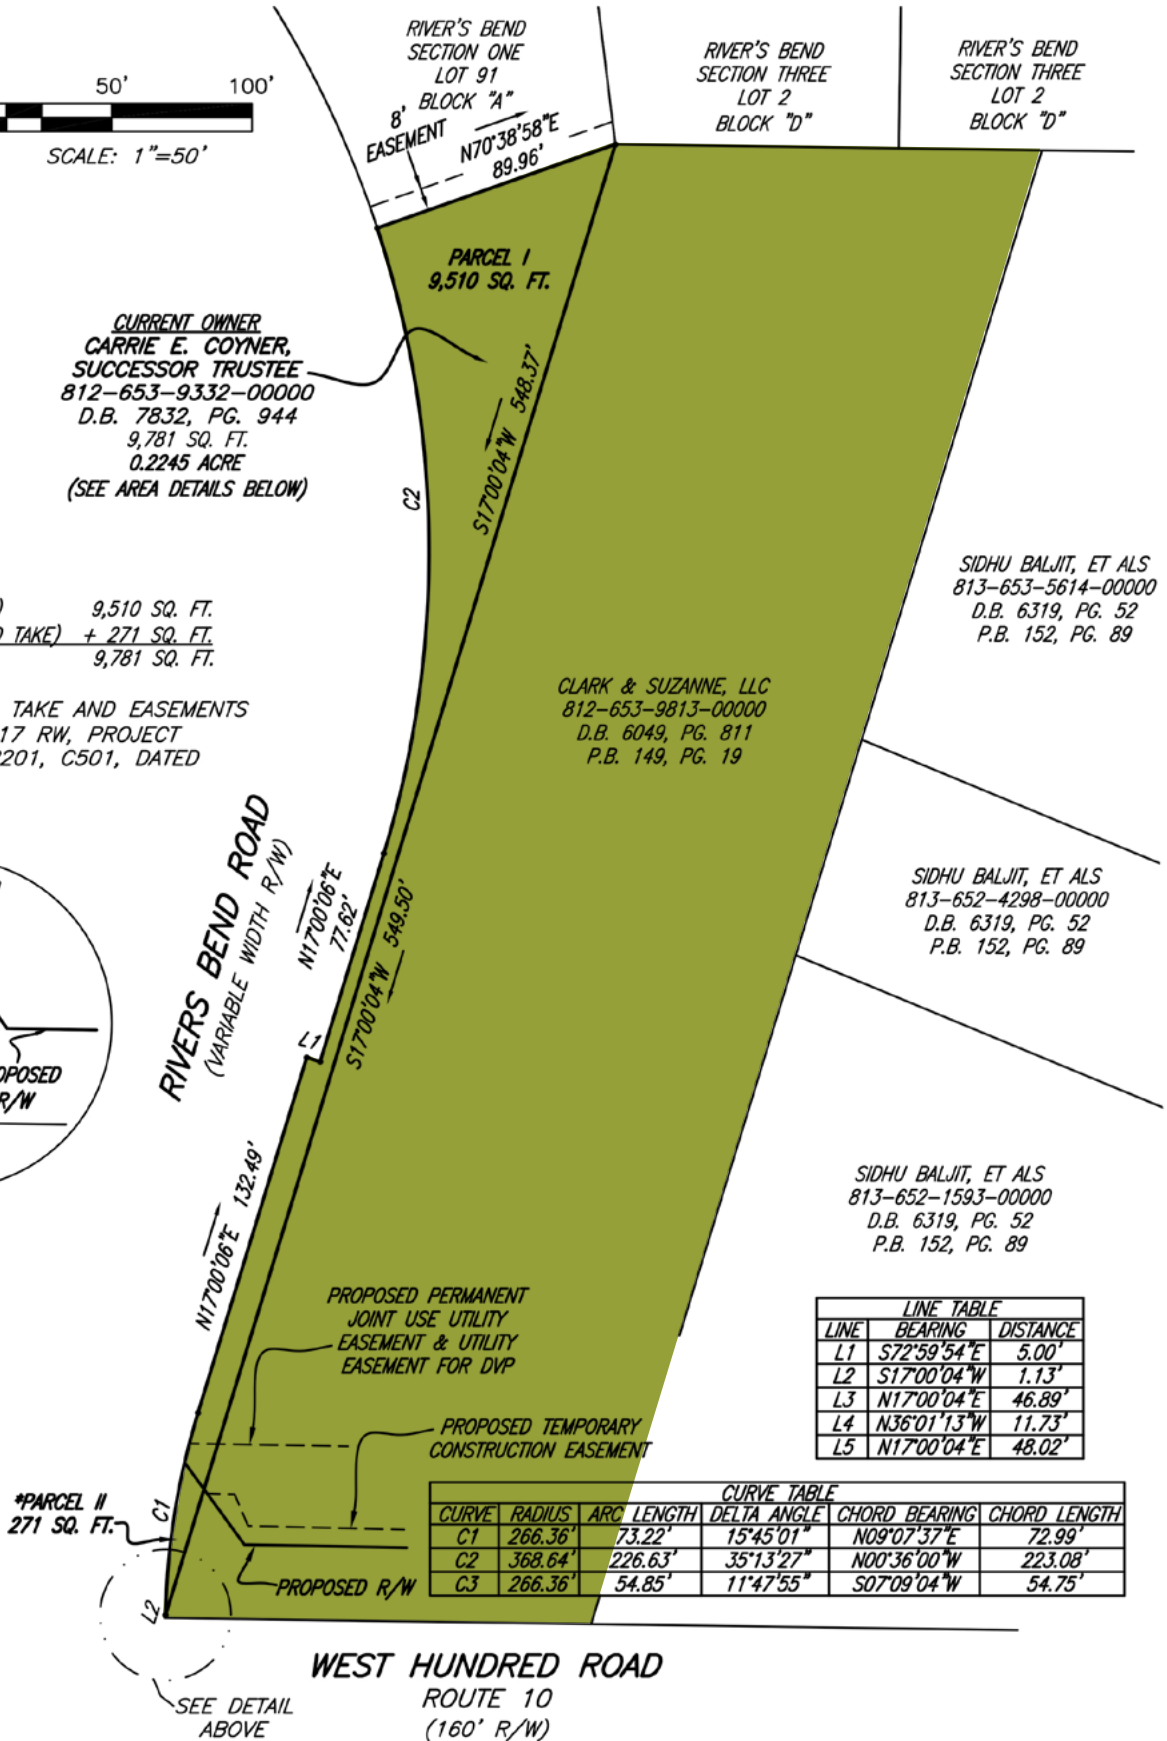 RIVER'S BEND
SECTION ONE
LOT 91
BLOCK "A"
RIVER'S BEND
SECTION THREE
LOT 2
BLOCK "D"
RIVER'S BEND
SECTION THREE
LOT 2
BLOCK "D"
50'
100'
SCALE: 1"=50'
8'
EASEMENT
N70°38'58"E
89.96'
PARCEL I
9,510 SQ. FT.
CURRENT OWNER
CARRIE E. COYNER,
SUCCESSOR TRUSTEE
812-653-9332-00000
D.B. 7832, PG. 944
9,781 SQ. FT.
0.2245 ACRE
(SEE AREA DETAILS BELOW)
S17°00'04"W 548.37'
C2
) 9,510 SQ. FT.
TAKE) + 271 SQ. FT.
9,781 SQ. FT.
TAKE AND EASEMENTS
17 RW, PROJECT
201, C501, DATED
SIDHU BALJIT, ET ALS
813-653-5614-00000
D.B. 6319, PG. 52
P.B. 152, PG. 89
CLARK & SUZANNE, LLC
812-653-9813-00000
D.B. 6049, PG. 811
P.B. 149, PG. 19
RIVERS BEND ROAD
(VARIABLE WIDTH R/W)
N17°00'06"E
77.62'
S17°00'04"W 549.50'
L1
SIDHU BALJIT, ET ALS
813-652-4298-00000
D.B. 6319, PG. 52
P.B. 152, PG. 89
OPOSED
R/W
N17°00'06"E 132.49'
SIDHU BALJIT, ET ALS
813-652-1593-00000
D.B. 6319, PG. 52
P.B. 152, PG. 89
PROPOSED PERMANENT
JOINT USE UTILITY
EASEMENT & UTILITY
EASEMENT FOR DVP
LINE TABLE
LINE BEARING DISTANCE
L1 S72°59'54"E 5.00'
L2 S17°00'04"W 1.13'
L3 N17°00'04"E 46.89'
L4 N36°01'13"W 11.73'
L5 N17°00'04"E 48.02'
PROPOSED TEMPORARY
CONSTRUCTION EASEMENT
CURVE TABLE
CURVE RADIUS ARC LENGTH DELTA ANGLE CHORD BEARING CHORD LENGTH
C1 266.36' 73.22' 15°45'01" N09°07'37"E 72.99'
C2 368.64' 226.63' 35°13'27" N00°36'00"W 223.08'
C3 266.36' 54.85' 11°47'55" S07°09'04"W 54.75'
*PARCEL II
271 SQ. FT.
C1
PROPOSED R/W
L2
WEST HUNDRED ROAD
ROUTE 10
(160' R/W)
SEE DETAIL
ABOVE